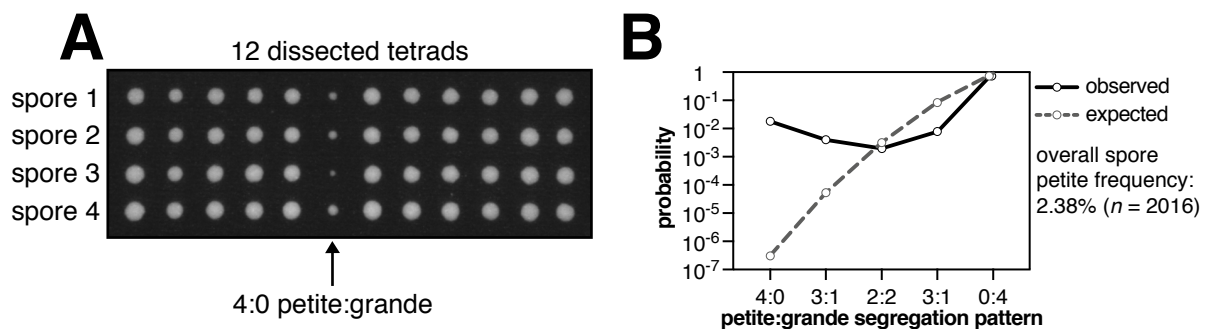 A
12 dissected tetrads
spore 1
spore 2
spore 3
spore 4
4:0 petite:grande
B
probability
1
10-1
10-2
10-3
10-4
10-5
10-6
10-7
4:0 3:1 2:2 3:1 0:4
petite:grande segregation pattern
observed
expected
overall spore
petite frequency:
2.38% (n = 2016)